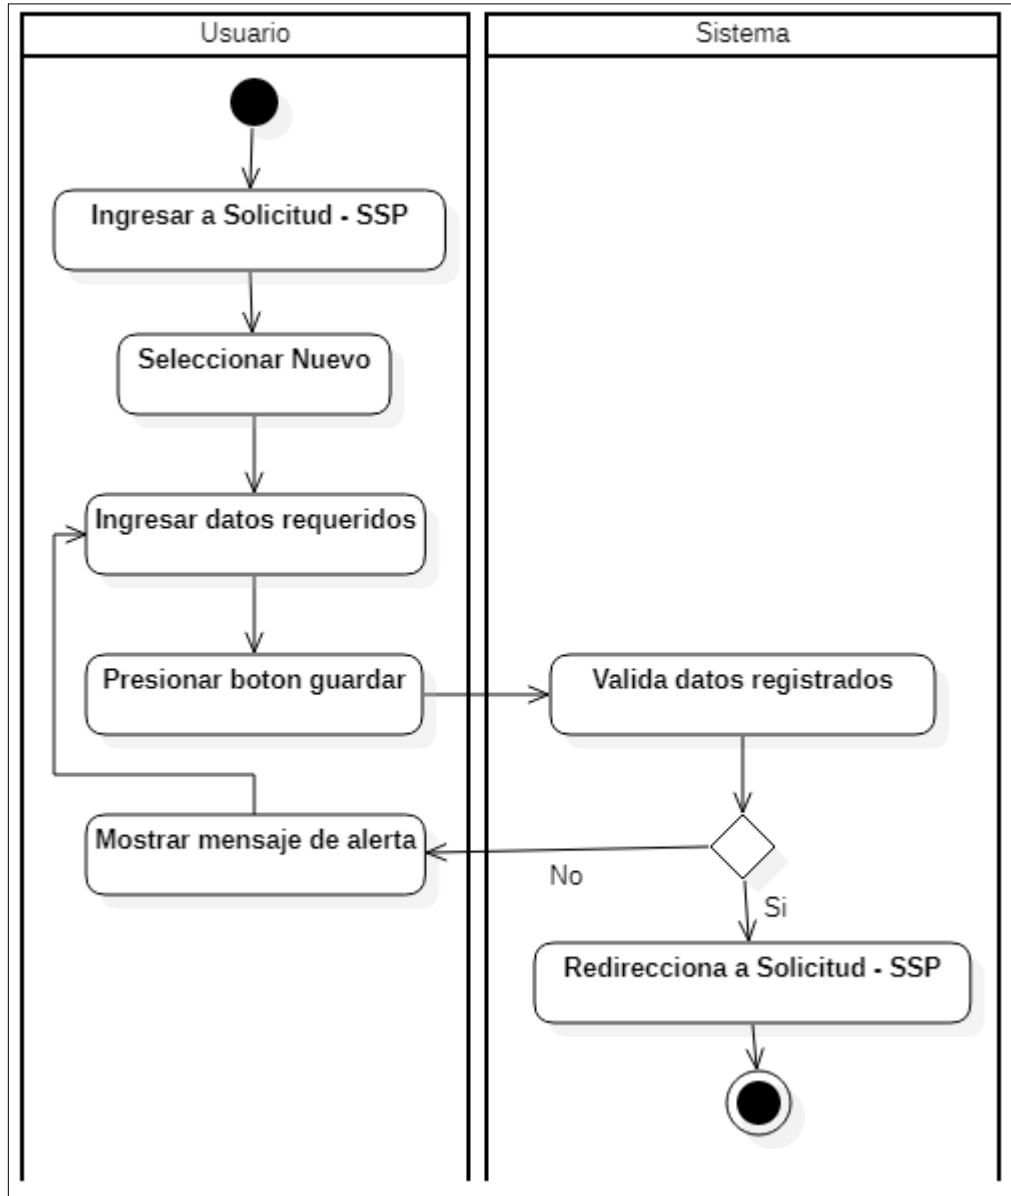 Usuario
Sistema
Ingresar a Solicitud - SSP
Seleccionar Nuevo
Ingresar datos requeridos
Presionar boton guardar
Valida datos registrados
Mostrar mensaje de alerta
No
Si
Redirecciona a Solicitud - SSP